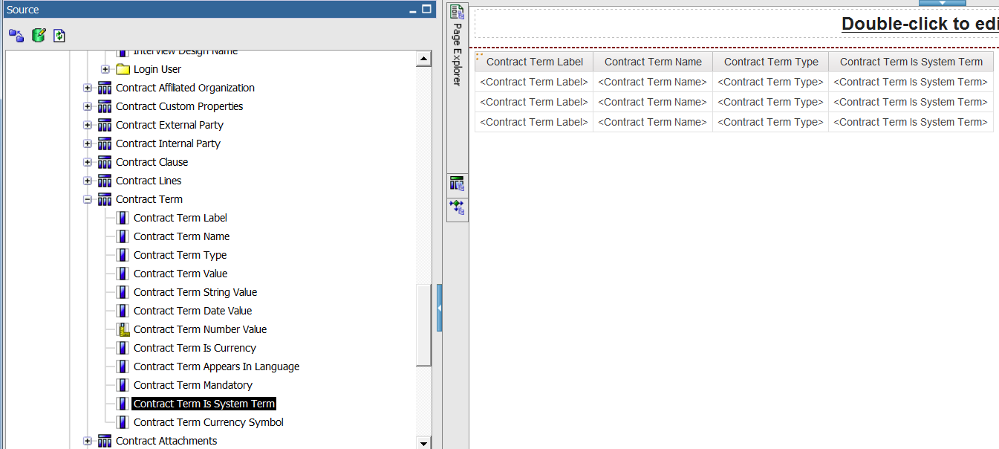 Source
Interview Design Name
Login User
Contract Affiliated Organization
Contract Custom Properties
Contract External Party
Contract Internal Party
Contract Clause
Contract Lines
Contract Term
Contract Term Label
Contract Term Name
Contract Term Type
Contract Term Value
Contract Term String Value
Contract Term Date Value
Contract Term Number Value
Contract Term Is Currency
Contract Term Appears In Language
Contract Term Mandatory
Contract Term Is System Term
Contract Term Currency Symbol
Contract Attachments
Page Explorer
Double-click to edi
Contract Term Label Contract Term Name Contract Term Type Contract Term Is System Term
<Contract Term Label> <Contract Term Name> <Contract Term Type> <Contract Term Is System Term>
<Contract Term Label> <Contract Term Name> <Contract Term Type> <Contract Term Is System Term>
<Contract Term Label> <Contract Term Name> <Contract Term Type> <Contract Term Is System Term>